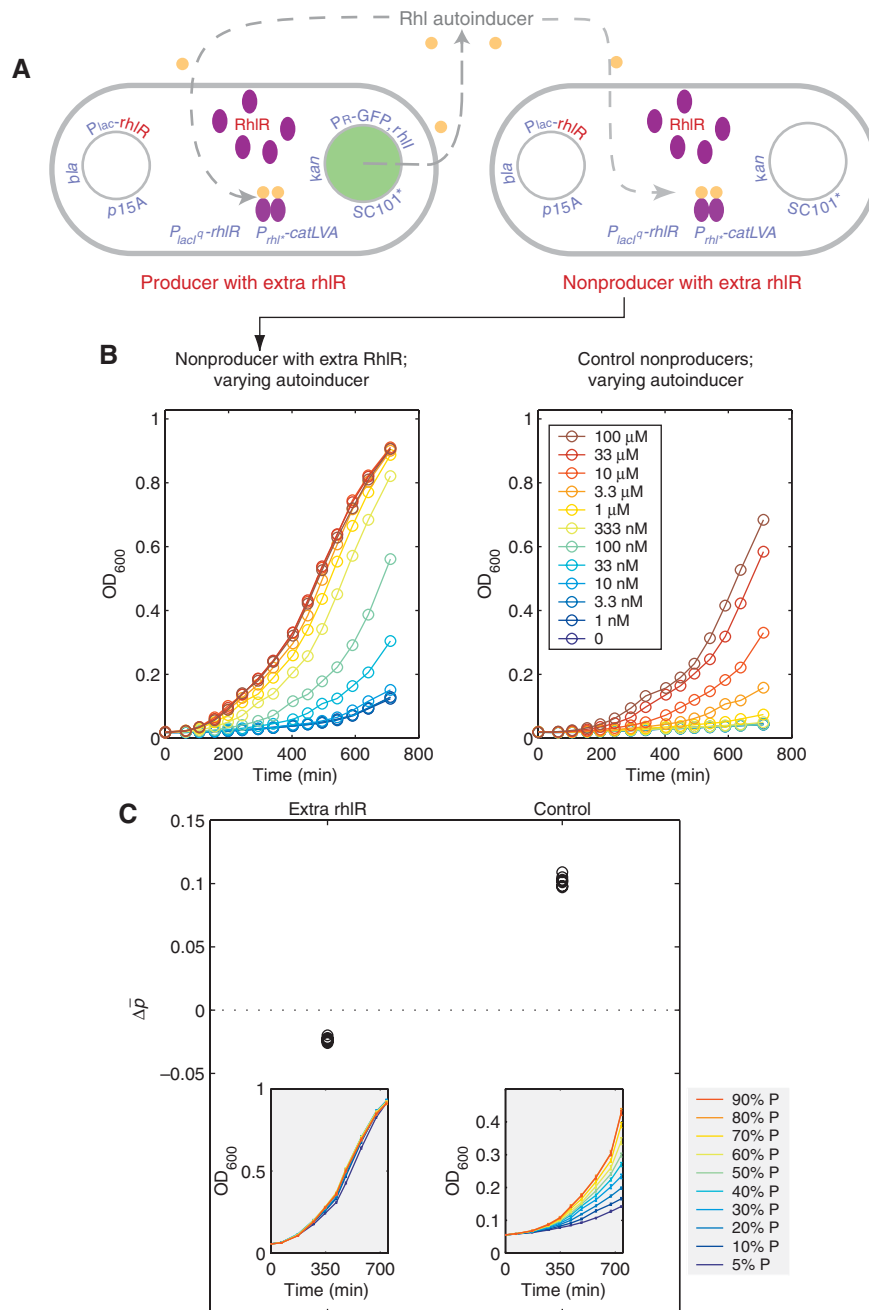 Rhl autoinducer
A
Plac-rhlR
bla
p15A
RhlR
PR-GFP,rhlI
kan
SC101*
PlacIq-rhlR
Prhl*-catLVA
Plac-rhlR
bla
p15A
RhlR
kan
SC101*
PlacIq-rhlR
Prhl*-catLVA
Producer with extra rhlR
Nonproducer with extra rhlR
B
Nonproducer with extra RhlR;
varying autoinducer
Control nonproducers;
varying autoinducer
1
0.8
0.6
0.4
0.2
0
OD600
0 200 400 600 800
Time (min)
1
0.8
0.6
0.4
0.2
0
OD600
0 200 400 600 800
Time (min)
100 μM
33 μM
10 μM
3.3 μM
1 μM
333 nM
100 nM
33 nM
10 nM
3.3 nM
1 nM
0
C
Extra rhlR
Control
0.15
0.1
0.05
0
−0.05
Δp̄
1
0.5
0
OD600
0 350 700
Time (min)
0.4
0.3
0.2
0.1
0
OD600
0 350 700
Time (min)
90% P
80% P
70% P
60% P
50% P
40% P
30% P
20% P
10% P
5% P